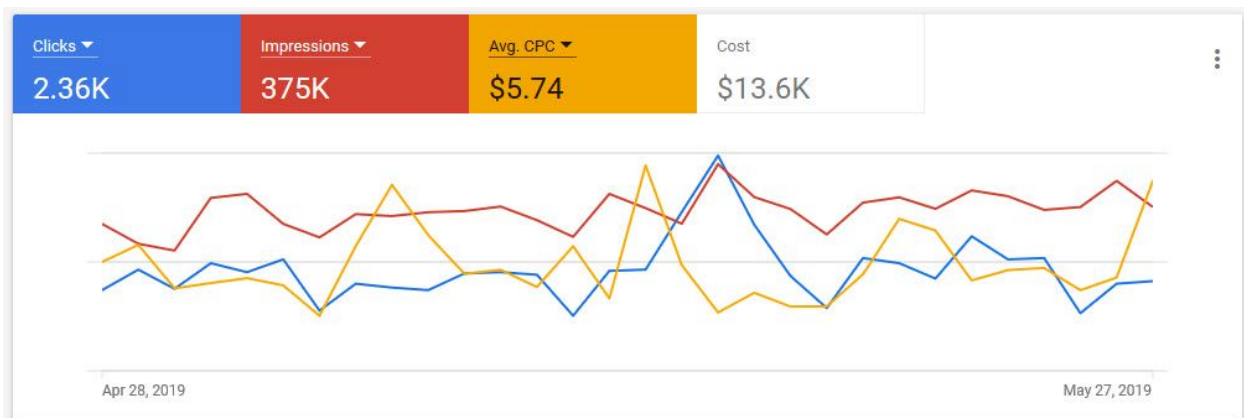 Clicks Impressions Avg. CPC Cost
2.36K 375K $5.74 $13.6K
Apr 28, 2019 May 27, 2019